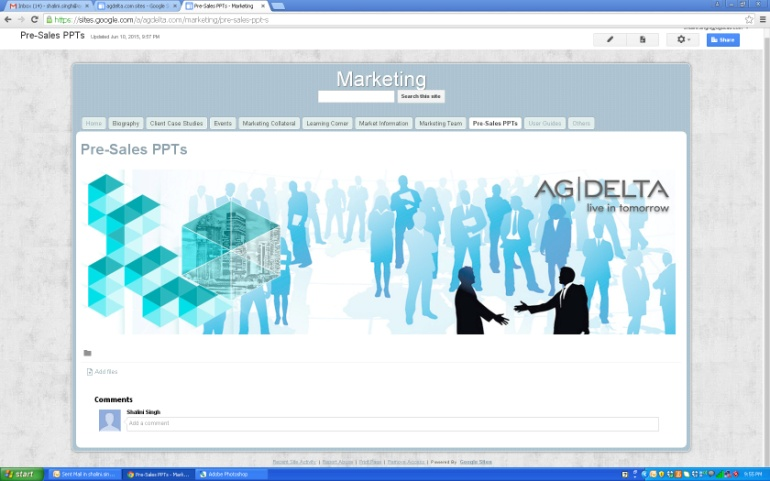 Inbox (14) - shalini.singh@
agdelta.com sites - Google
Pre-Sales PPTs - Marketing
https://sites.google.com/a/agdelta.com/marketing/pre-sales-ppt-s
Pre-Sales PPTs Updated Jun 10, 2015, 9:57 PM
Share
Marketing
Search this site
Home Biography Client Case Studies Events Marketing Collateral Learning Corner Market Information Marketing Team Pre-Sales PPTs User Guides Others
Pre-Sales PPTs
AG|DELTA
live in tomorrow
Add files
Comments
Shalini Singh
Add a comment
Recent Site Activity | Report Abuse | Print Page | Remove Access | Powered By Google Sites
start Sent Mail in shalini.sin... Pre-Sales PPTs - Mark... Adobe Photoshop